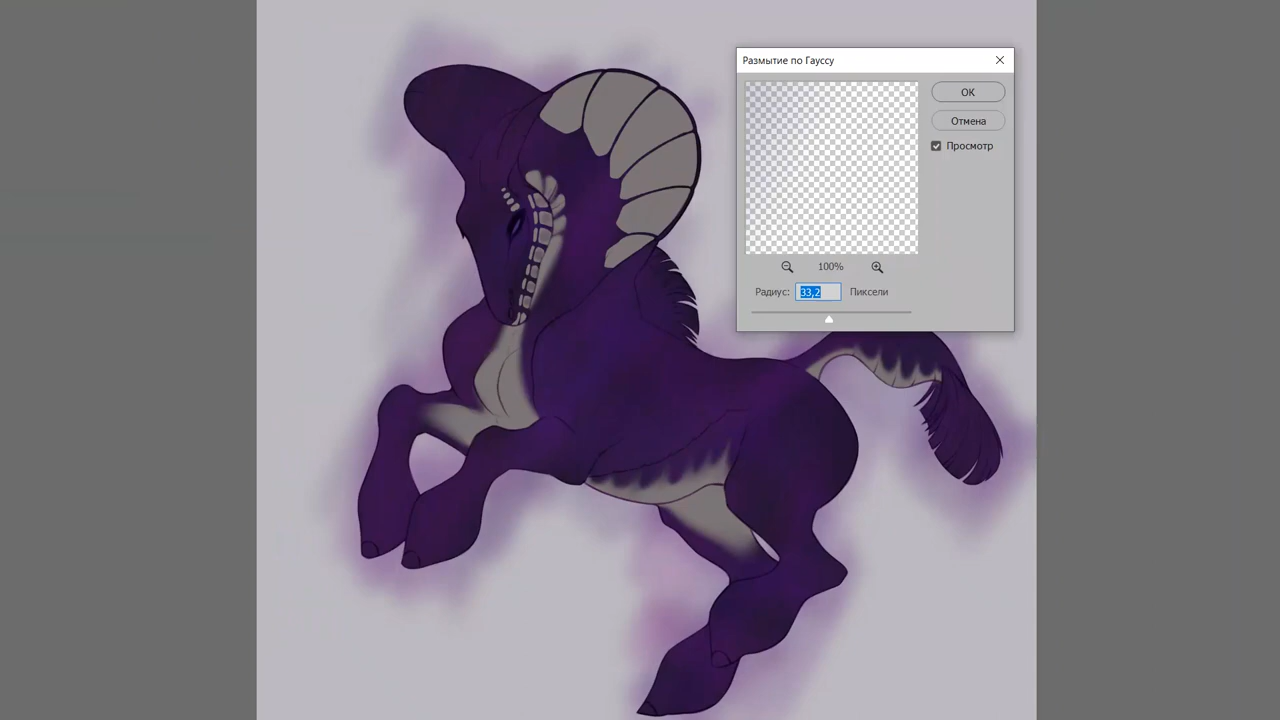 Размытие по Гауссу
ОК
Отмена
Просмотр
100%
Радиус: 33,2 Пиксели